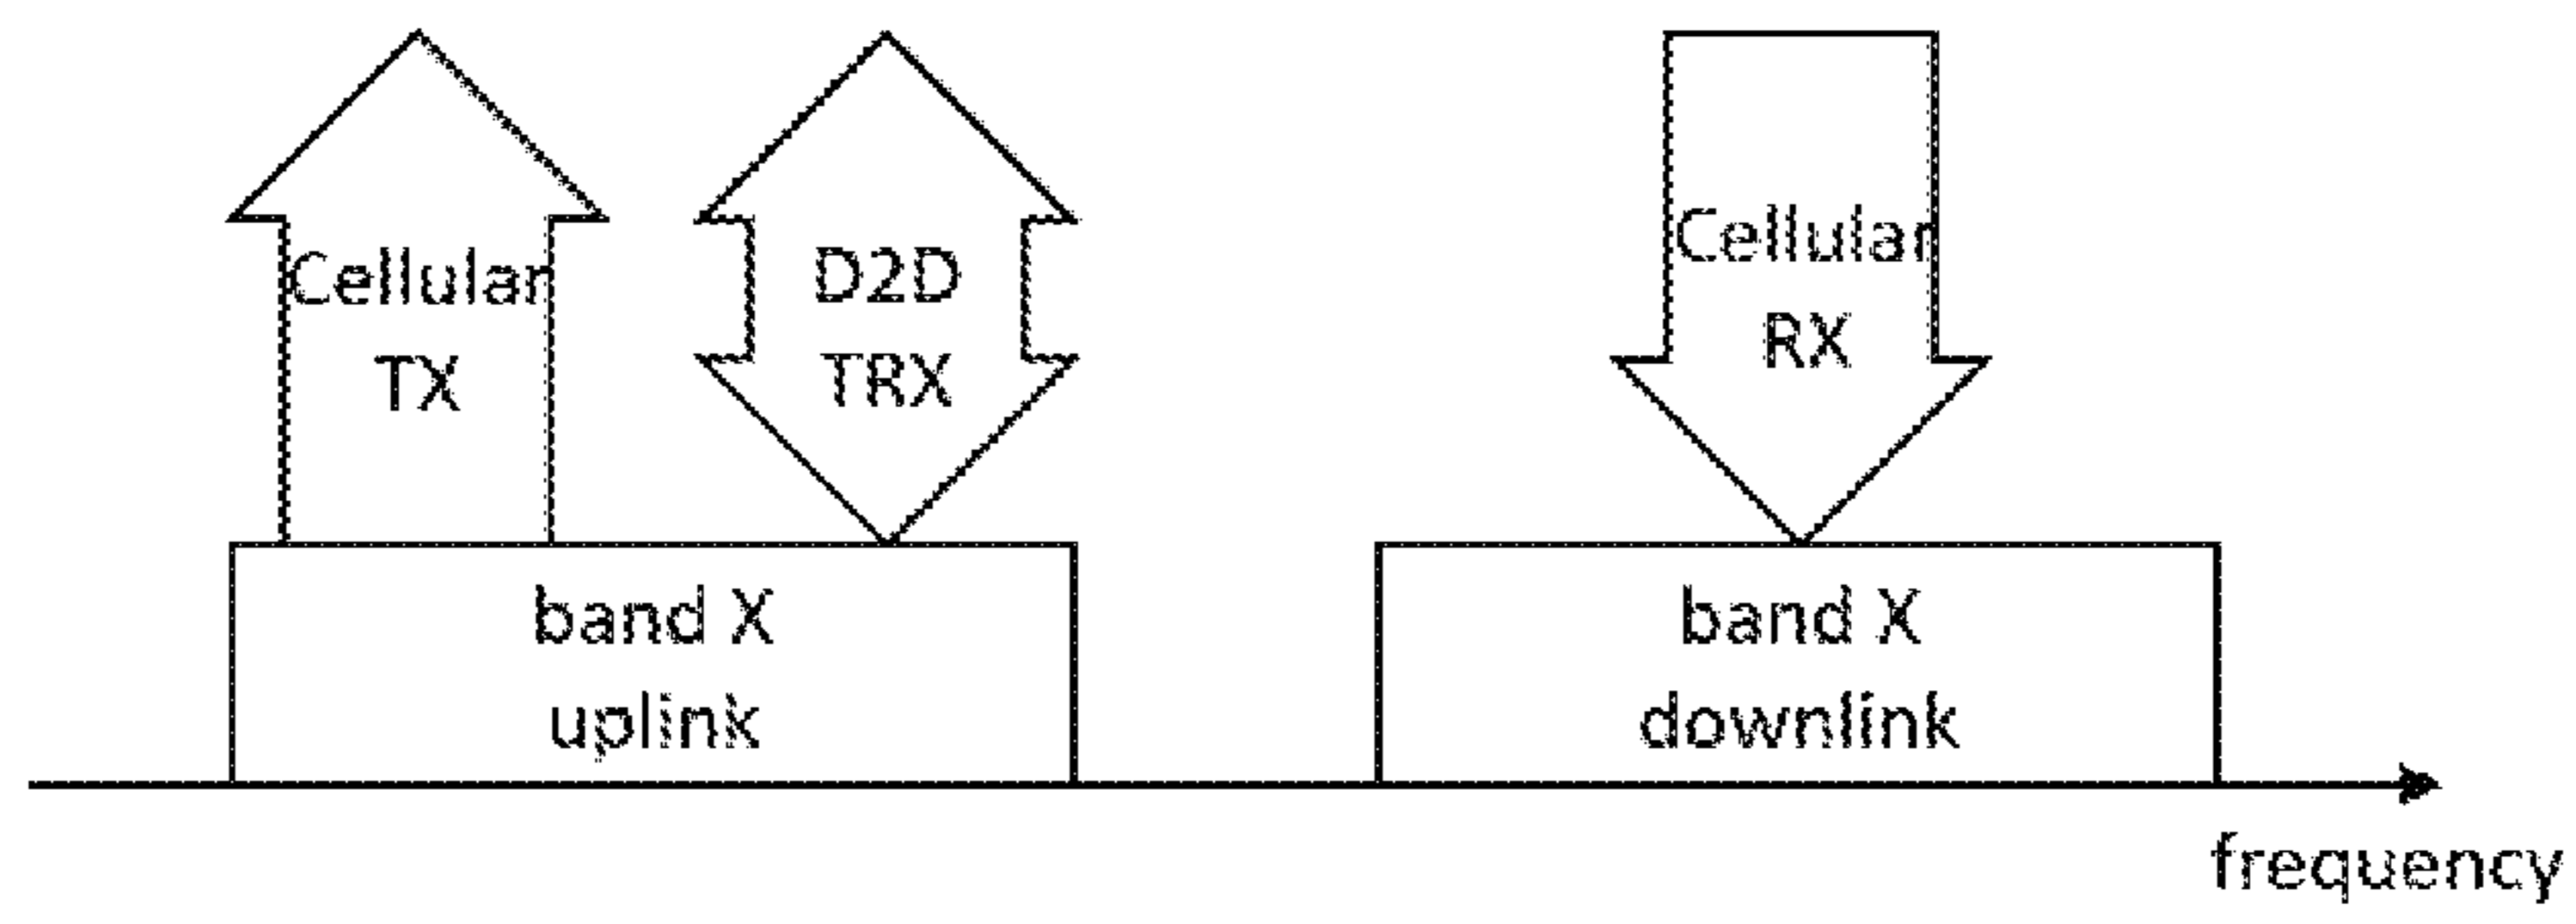 Cellular
TX
D2D
TRX
Cellular
RX
band X
uplink
band X
downlink
frequency